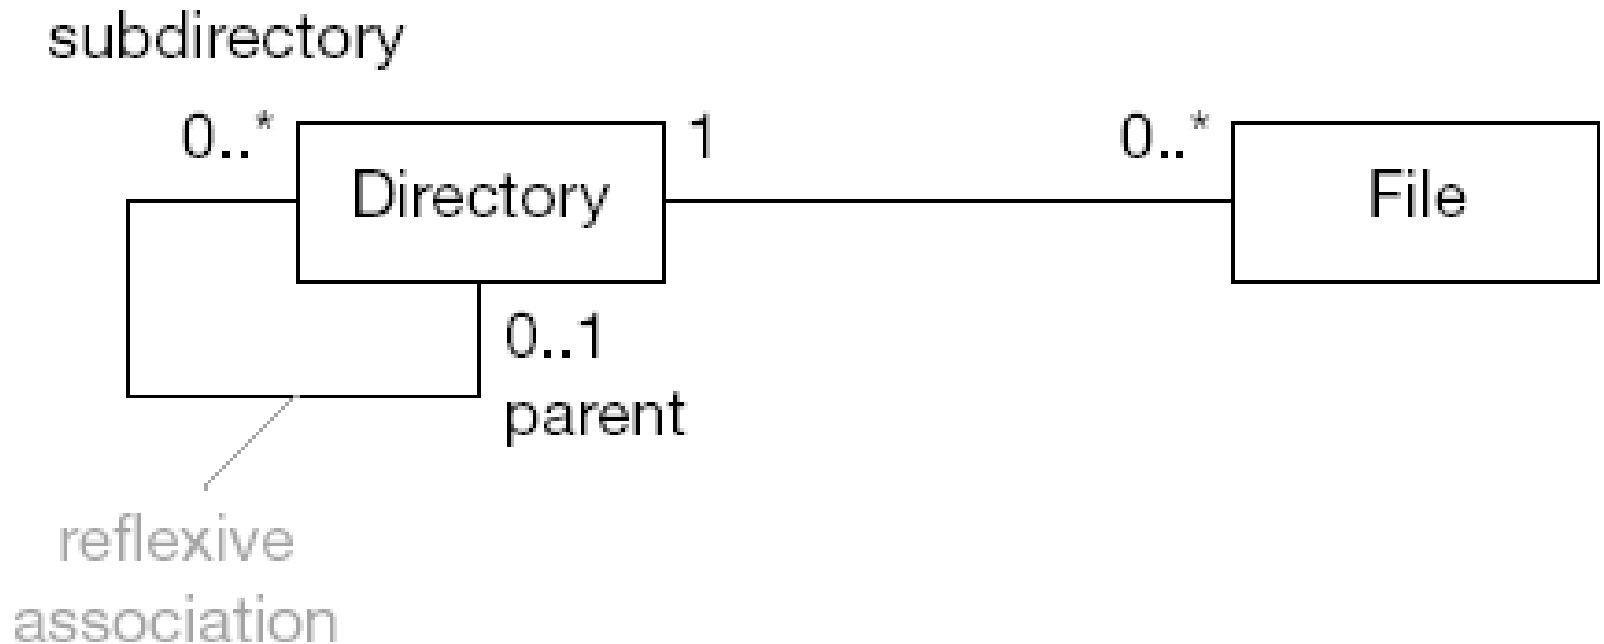 subdirectory
0..*
Directory
1
0..*
File
0..1
parent
reflexive
association